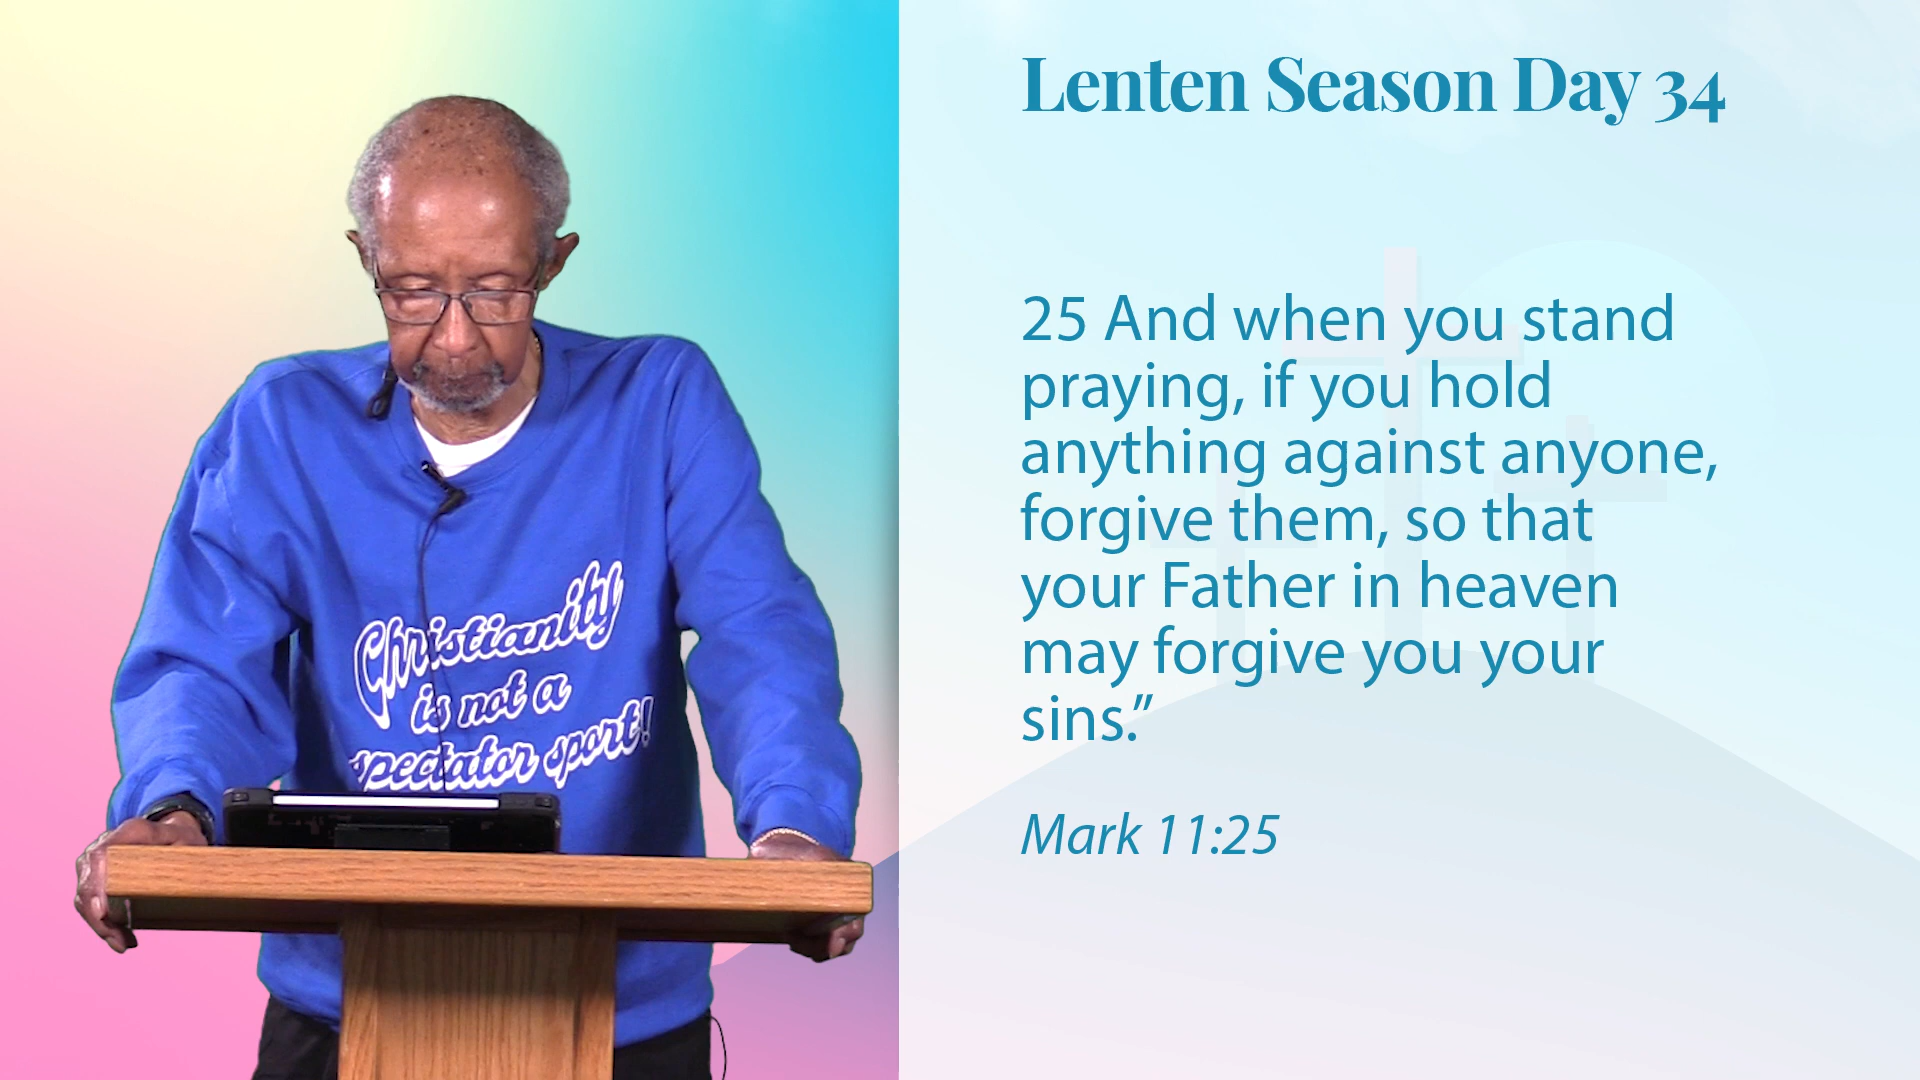 Lenten Season Day 34
25 And when you stand
praying, if you hold
anything against anyone,
forgive them, so that
your Father in heaven
may forgive you your
sins.”
Mark 11:25
Christianity
is not a
spectator sport!